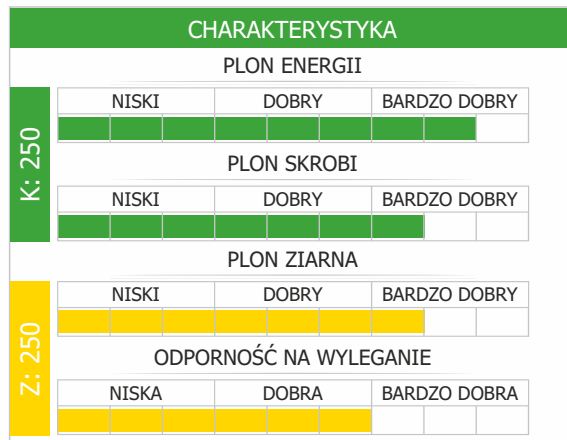 CHARAKTERYSTYKA
K: 250
PLON ENERGII
NISKI DOBRY BARDZO DOBRY
PLON SKROBI
NISKI DOBRY BARDZO DOBRY
Z: 250
PLON ZIARNA
NISKI DOBRY BARDZO DOBRY
ODPORNOŚĆ NA WYLEGANIE
NISKA DOBRA BARDZO DOBRA